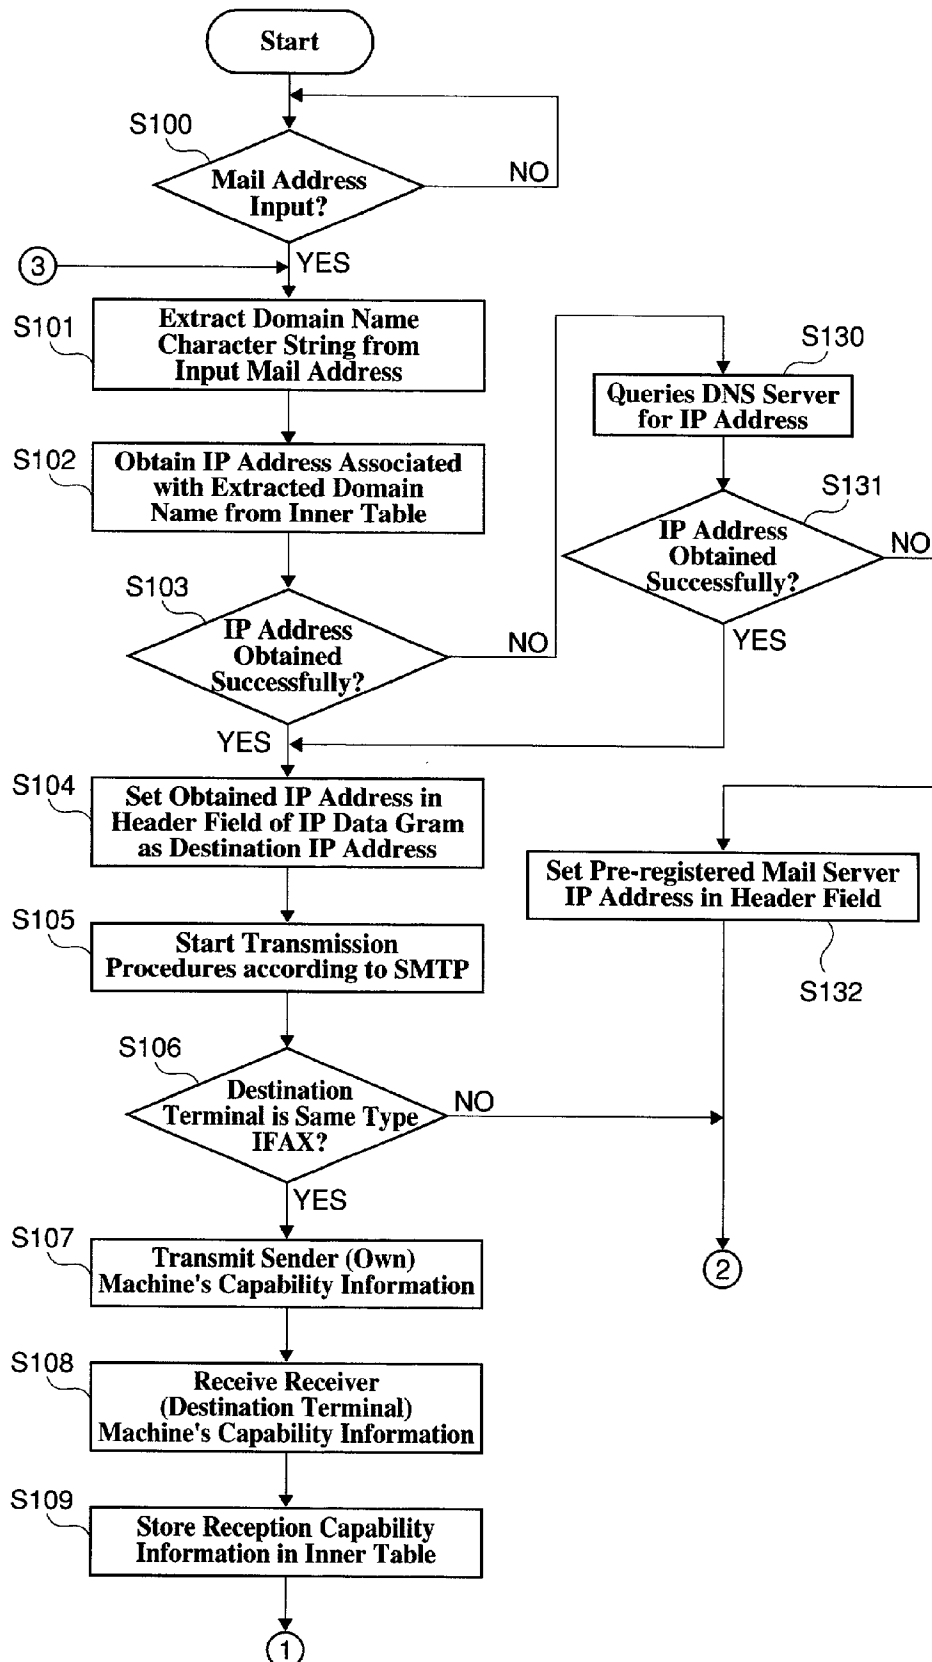 Start
S100
Mail Address
Input?
NO
YES
3
S101
Extract Domain Name
Character String from
Input Mail Address
S102
Obtain IP Address Associated
with Extracted Domain
Name from Inner Table
S103
IP Address
Obtained
Successfully?
NO
YES
S130
Queries DNS Server
for IP Address
S131
IP Address
Obtained
Successfully?
NO
YES
S104
Set Obtained IP Address in
Header Field of IP Data Gram
as Destination IP Address
Set Pre-registered Mail Server
IP Address in Header Field
S132
S105
Start Transmission
Procedures according to SMTP
S106
Destination
Terminal is Same Type
IFAX?
NO
YES
2
S107
Transmit Sender (Own)
Machine's Capability Information
S108
Receive Receiver
(Destination Terminal)
Machine's Capability Information
S109
Store Reception Capability
Information in Inner Table
1